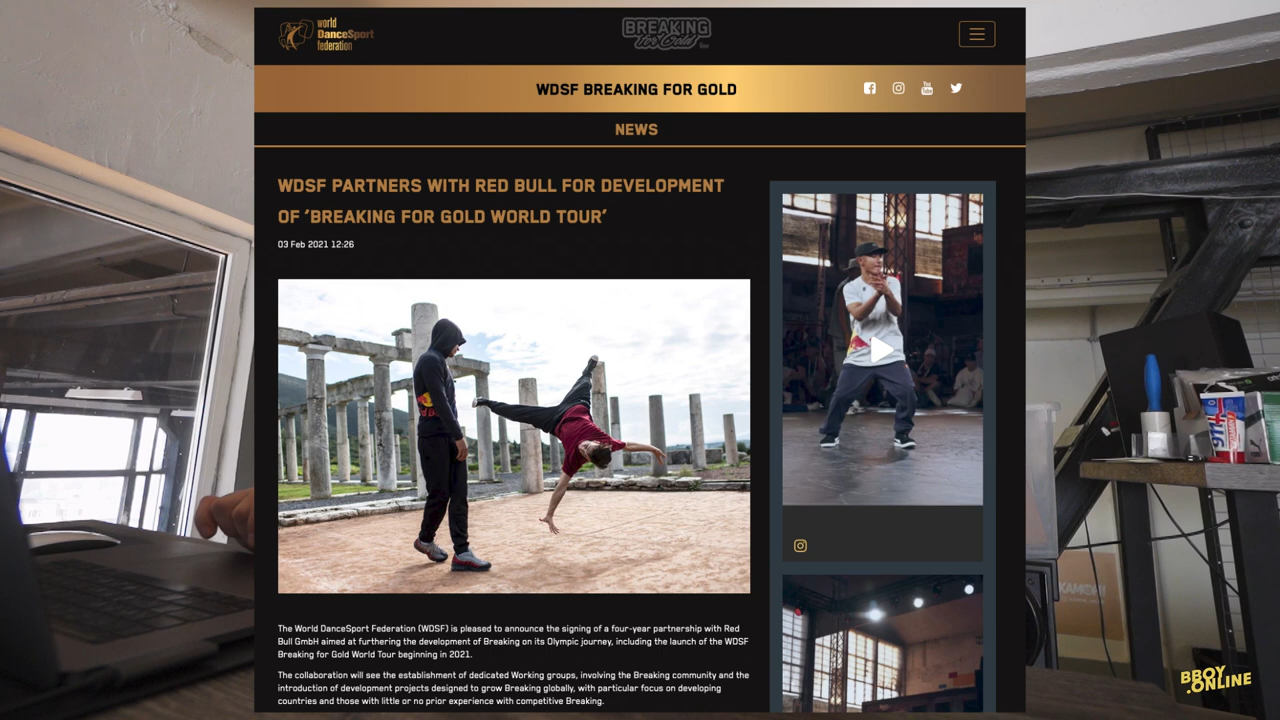 world
DanceSport
federation
BREAKING
for Gold
WDSF BREAKING FOR GOLD
You
Tube
NEWS
WDSF PARTNERS WITH RED BULL FOR DEVELOPMENT
OF ‘BREAKING FOR GOLD WORLD TOUR’
03 Feb 2021 12:26
The World DanceSport Federation (WDSF) is pleased to announce the signing of a four-year partnership with Red
Bull GmbH aimed at furthering the development of Breaking on its Olympic journey, including the launch of the WDSF
Breaking for Gold World Tour beginning in 2021.
The collaboration will see the establishment of dedicated Working groups, involving the Breaking community and the
introduction of development projects designed to grow Breaking globally, with particular focus on developing
countries and those with little or no prior experience with competitive Breaking.
911
BBOY
.ONLINE